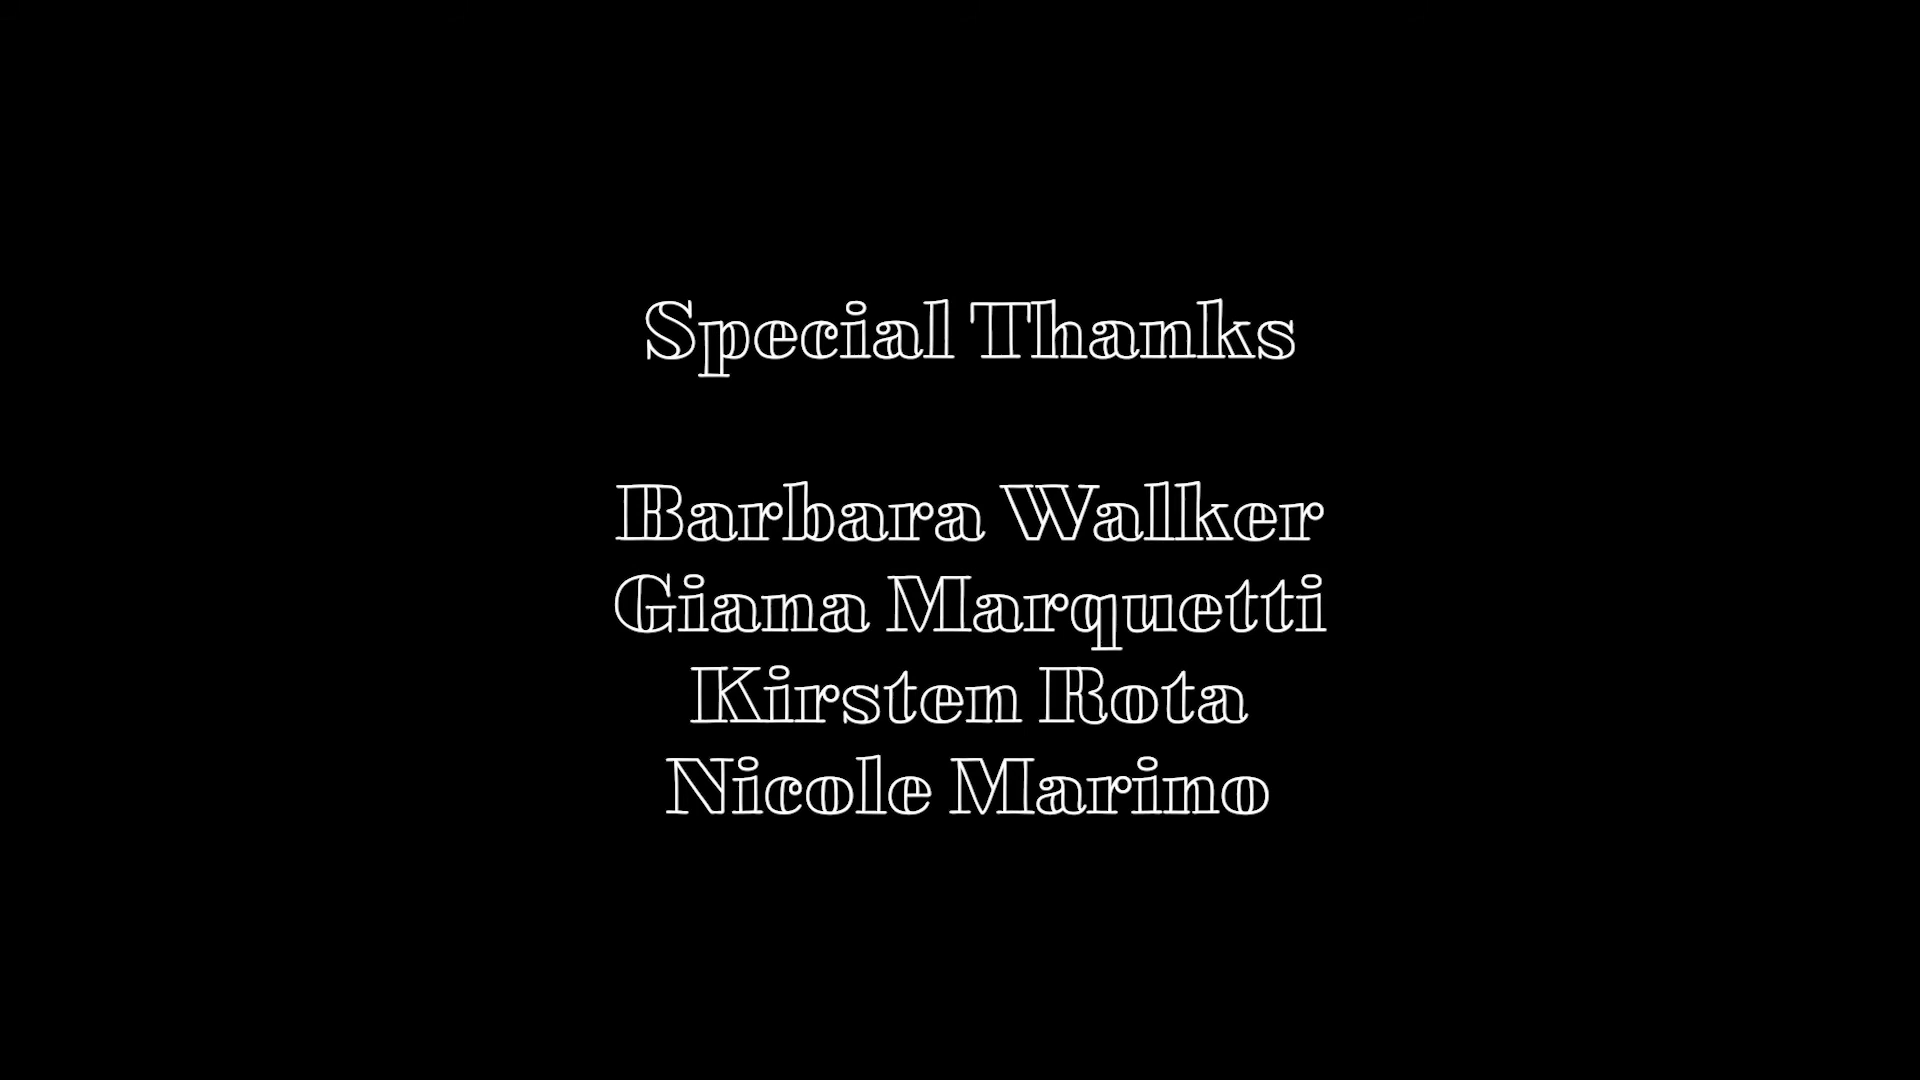 Special Thanks
Barbara Walker
Giana Marquetti
Kirsten Rota
Nicole Marino